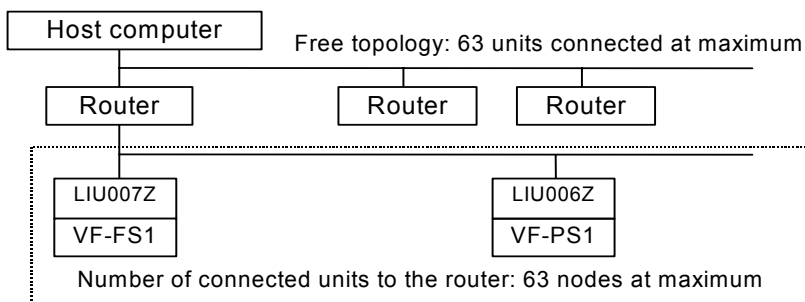 Host computer
Free topology: 63 units connected at maximum
Router
Router
Router
LIU007Z
LIU006Z
VF-FS1
VF-PS1
Number of connected units to the router: 63 nodes at maximum